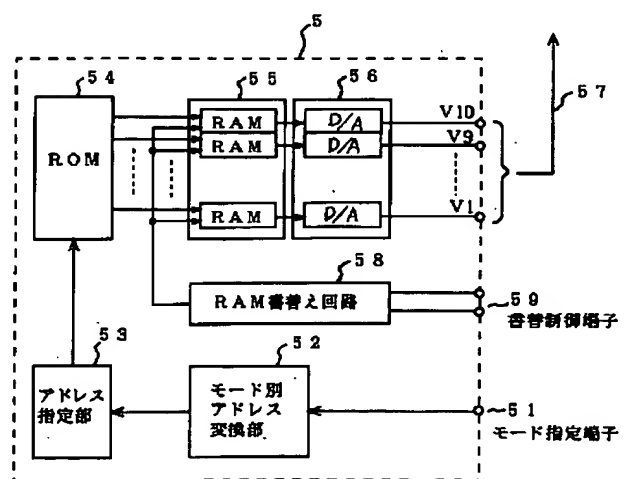 5
54
55
56
57
ROM
RAM
D/A
V10
RAM
D/A
V9
RAM
D/A
V1
58
RAM書替え回路
59
書替制御端子
53
52
アドレス
指定部
モード別
アドレス
変換部
51
モード指定端子